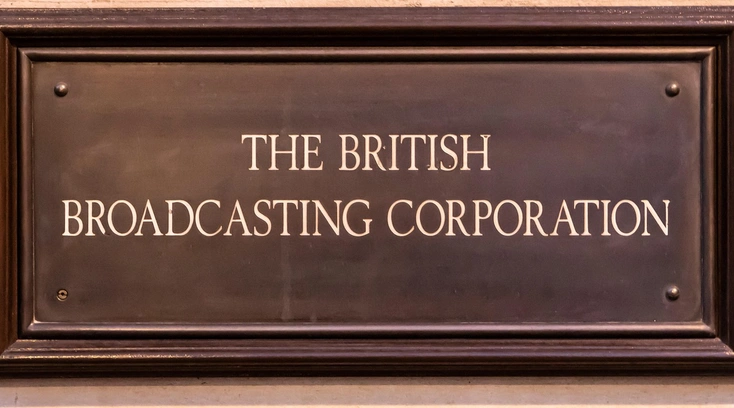 THE BRITISH
BROADCASTING CORPORATION